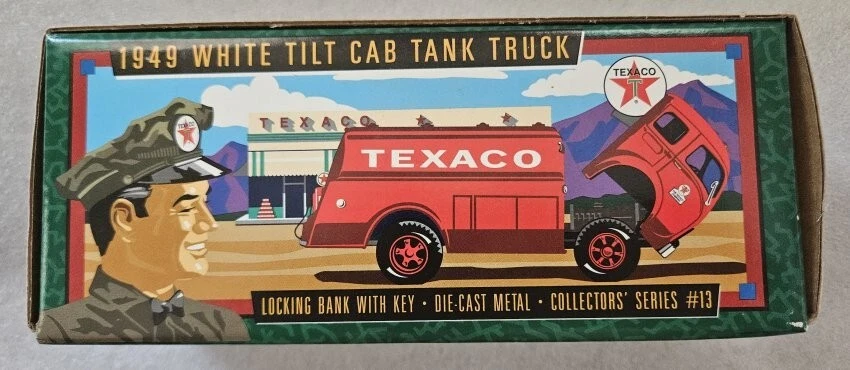 1949 WHITE TILT CAB TANK TRUCK
TEXACO
T
TEXACO
TEXACO
LOCKING BANK WITH KEY • DIE-CAST METAL • COLLECTORS' SERIES #13